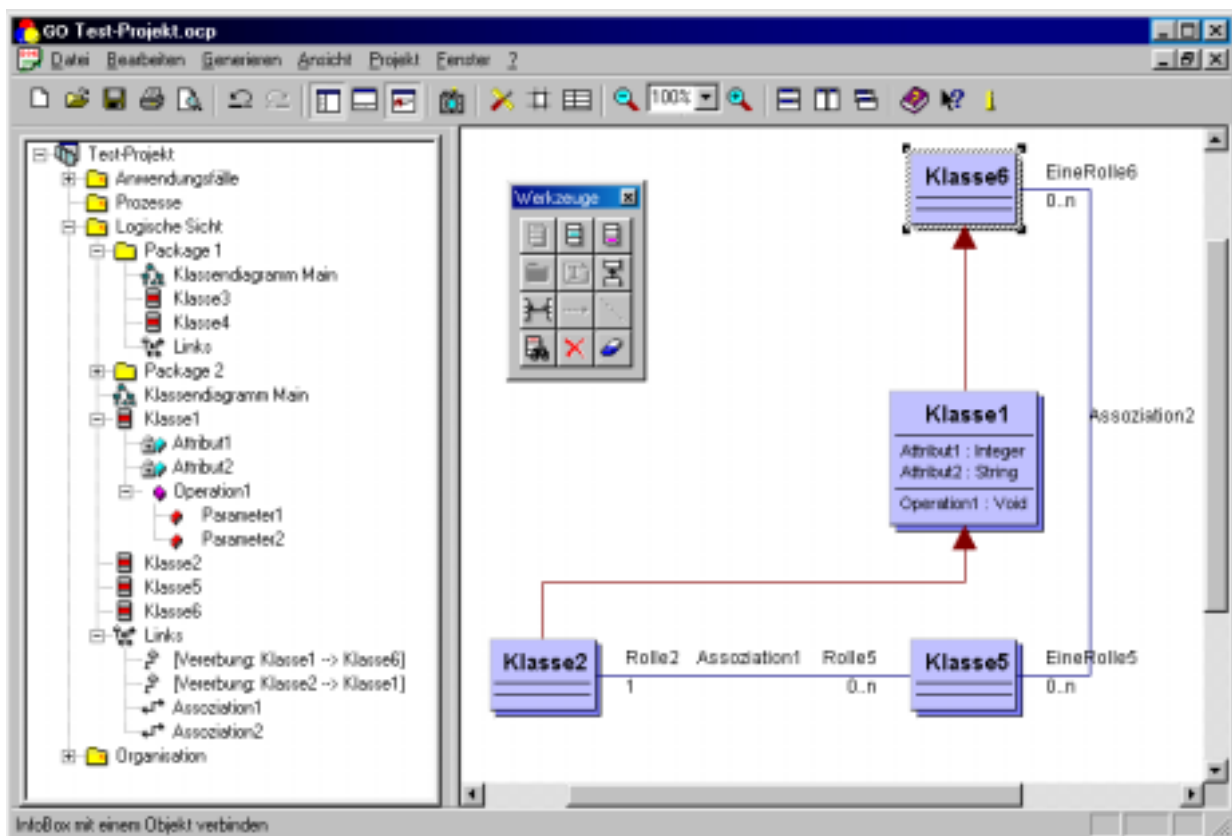 GO Test-Projekt.ocp
Datei Bearbeiten Generieren Ansicht Projekt Fenster ?
100%
Test-Projekt
Anwendungsfälle
Prozesse
Logische Sicht
Package 1
Klassendiagramm Main
Klasse3
Klasse4
Links
Package 2
Klassendiagramm Main
Klasse1
Attribut1
Attribut2
Operation1
Parameter1
Parameter2
Klasse2
Klasse5
Klasse6
Links
[Vererbung: Klasse1 --> Klasse6]
[Vererbung: Klasse2 --> Klasse1]
Assoziation1
Assoziation2
Organisation
Werkzeuge
Klasse6
EineRolle6
0..n
Klasse1
Attribut1 : Integer
Attribut2 : String
Operation1 : Void
Assoziation2
Klasse2
Rolle2 Assoziation1 Rolle5
1 0..n
Klasse5
EineRolle5
0..n
InfoBox mit einem Objekt verbinden